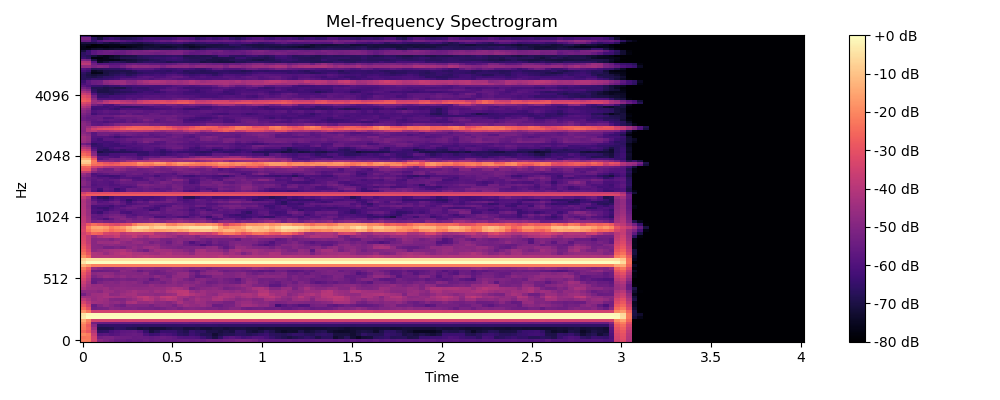 Mel-frequency Spectrogram
Hz
4096
2048
1024
512
0
0 0.5 1 1.5 2 2.5 3 3.5 4
Time
+0 dB
-10 dB
-20 dB
-30 dB
-40 dB
-50 dB
-60 dB
-70 dB
-80 dB